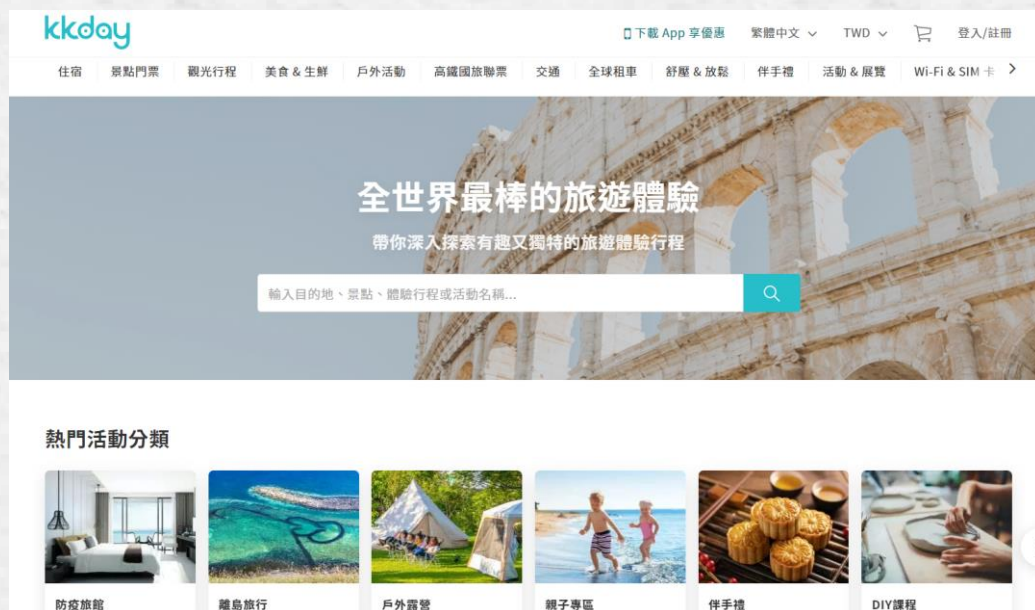 kkday
下載 App 享優惠 繁體中文 TWD 登入/註冊
住宿 景點門票 觀光行程 美食 & 生鮮 戶外活動 高鐵國旅聯票 交通 全球租車 舒壓 & 放鬆 伴手禮 活動 & 展覽 Wi-Fi & SIM
全世界最棒的旅遊體驗
帶你深入探索有趣又獨特的旅遊體驗行程
輸入目的地、景點、體驗行程或活動名稱...
熱門活動分類
防疫旅館 離島旅行 戶外露營 親子專區 伴手禮 DIY課程